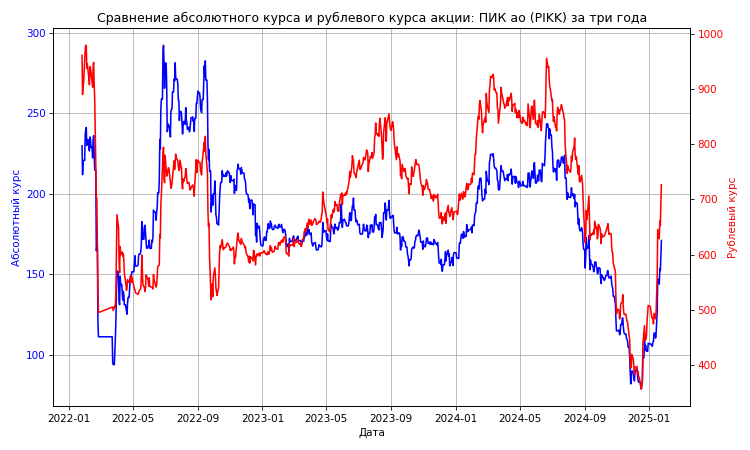 Сравнение абсолютного курса и рублевого курса акции: ПИК ао (PIKK) за три года
300
250
200
150
100
Абсолютный курс
1000
900
800
700
600
500
400
Рублевый курс
2022-01 2022-05 2022-09 2023-01 2023-05 2023-09 2024-01 2024-05 2024-09 2025-01
Дата